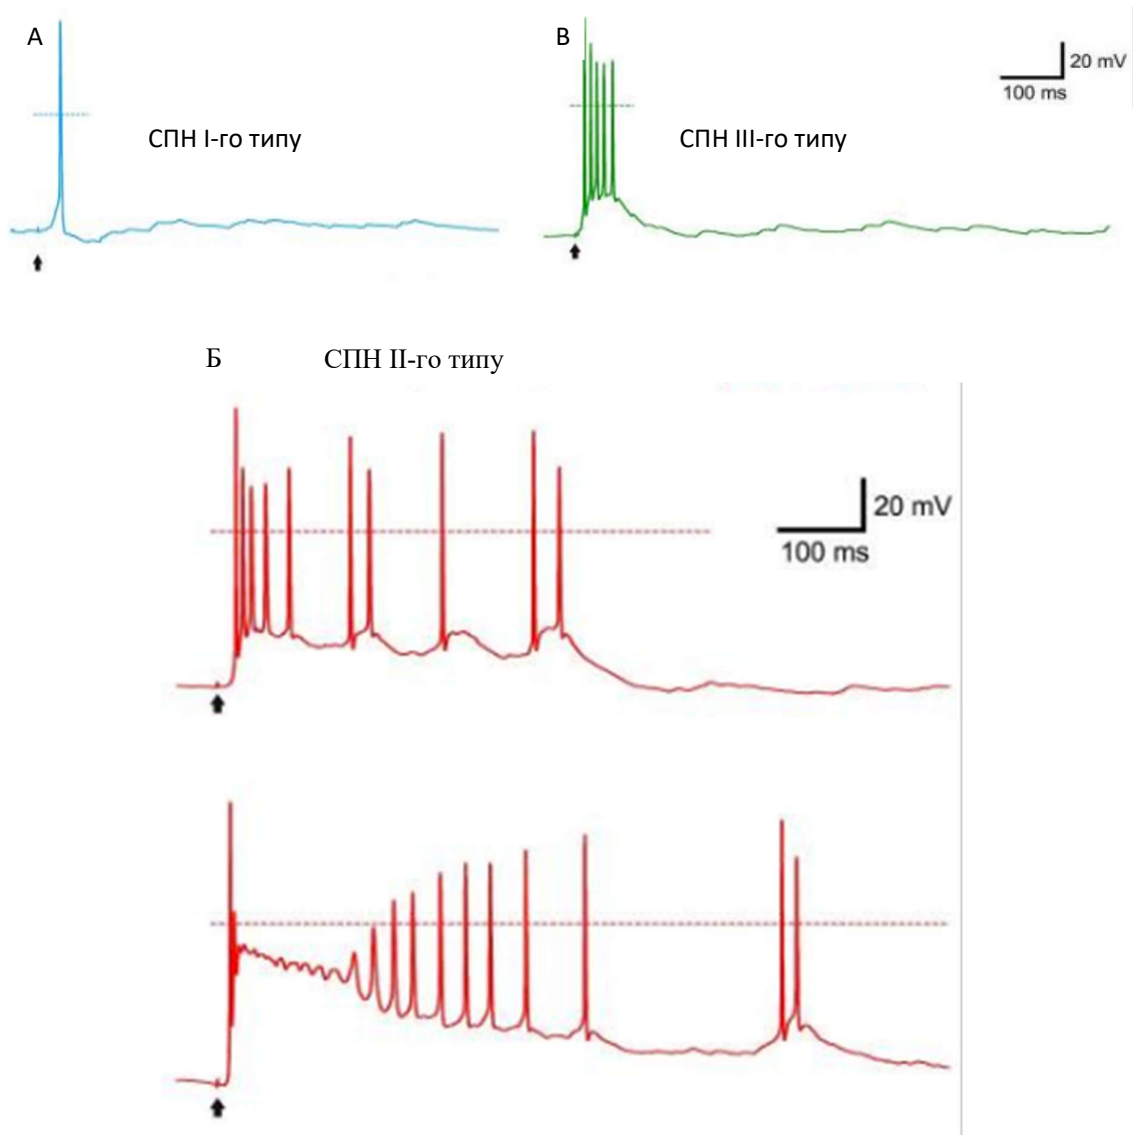 А
В
20 mV
100 ms
СПН І-го типу
СПН ІІІ-го типу
Б
СПН ІІ-го типу
20 mV
100 ms